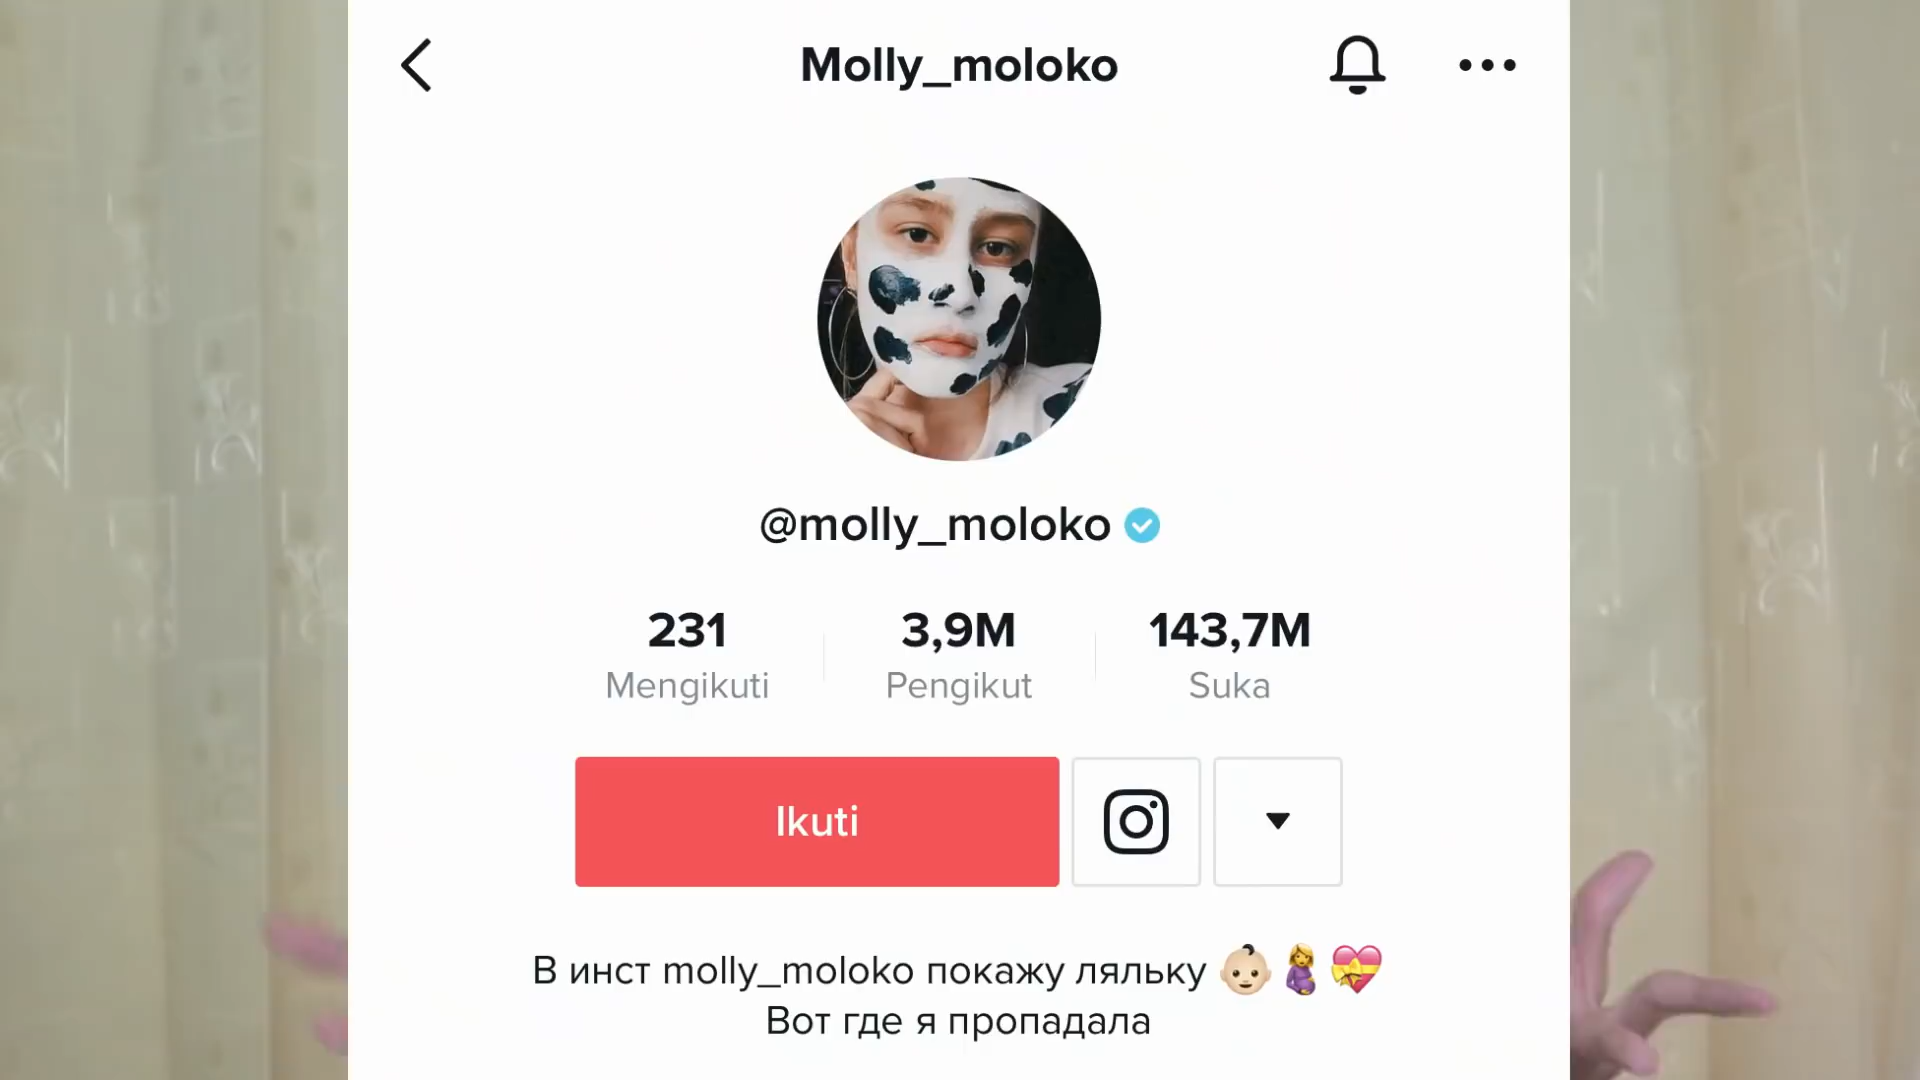 Molly_moloko
@molly_moloko
231
Mengikuti
3,9M
Pengikut
143,7M
Suka
Ikuti
В инст molly_moloko покажу ляльку 👶🏻🤰💝
Вот где я пропадала